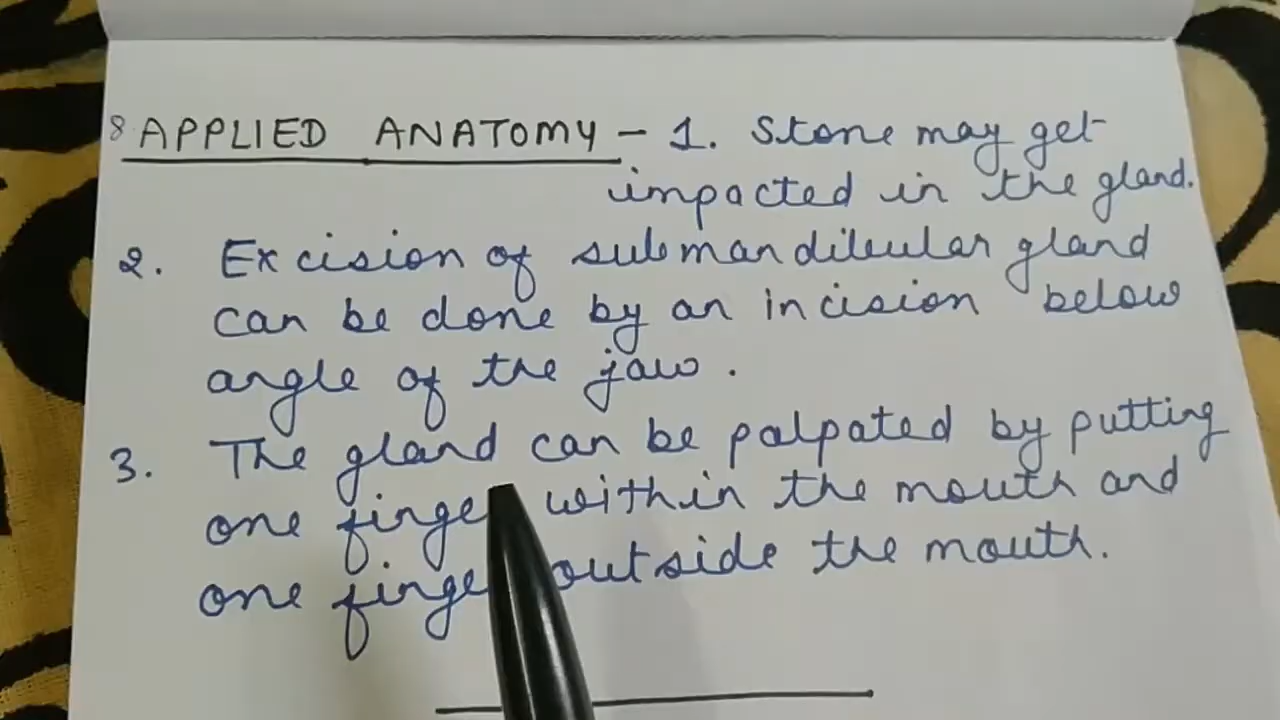 8 APPLIED ANATOMY - 1. Stone may get
impacted in the gland.
2. Excision of submandibular gland
can be done by an incision below
angle of the jaw.
3. The gland can be palpated by putting
one finger within the mouth and
one finger outside the mouth.